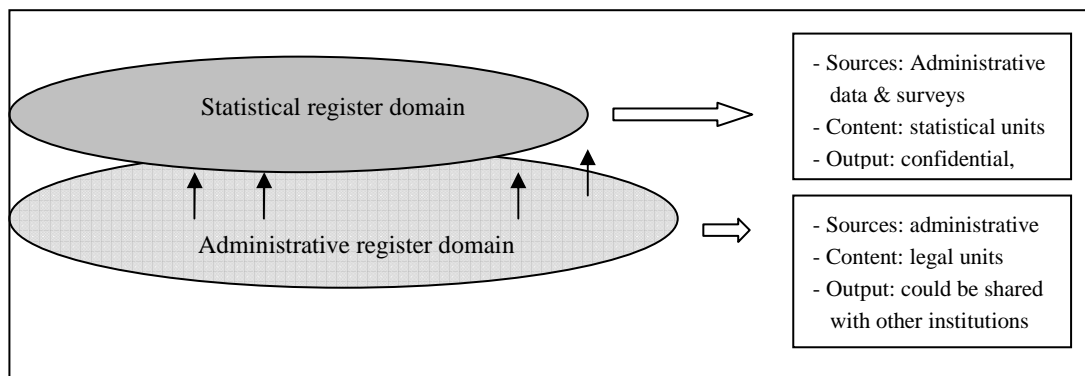 Statistical register domain
Administrative register domain
- Sources: Administrative
data & surveys
- Content: statistical units
- Output: confidential,
- Sources: administrative
- Content: legal units
- Output: could be shared
with other institutions